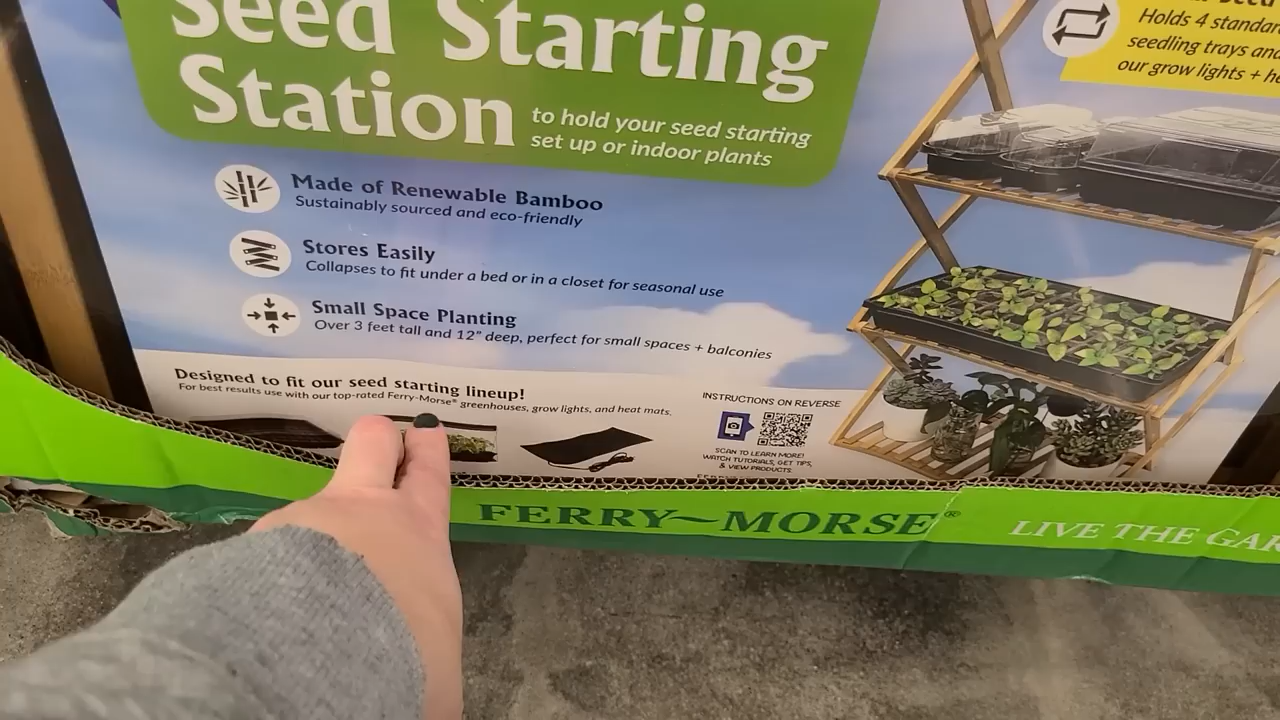 Seed Starting
Station
to hold your seed starting
set up or indoor plants
Made of Renewable Bamboo
Sustainably sourced and eco-friendly
Stores Easily
Collapses to fit under a bed or in a closet for seasonal use
Small Space Planting
Over 3 feet tall and 12" deep, perfect for small spaces + balconies
Designed to fit our seed starting lineup!
For best results use with our top-rated Ferry-Morse® greenhouses, grow lights, and heat mats.
INSTRUCTIONS ON REVERSE
SCAN TO LEARN MORE!
WATCH TUTORIALS, GET TIPS,
& VIEW PRODUCTS.
Holds 4 standar
seedling trays and
our grow lights + he
FERRY~MORSE®
LIVE THE GAR